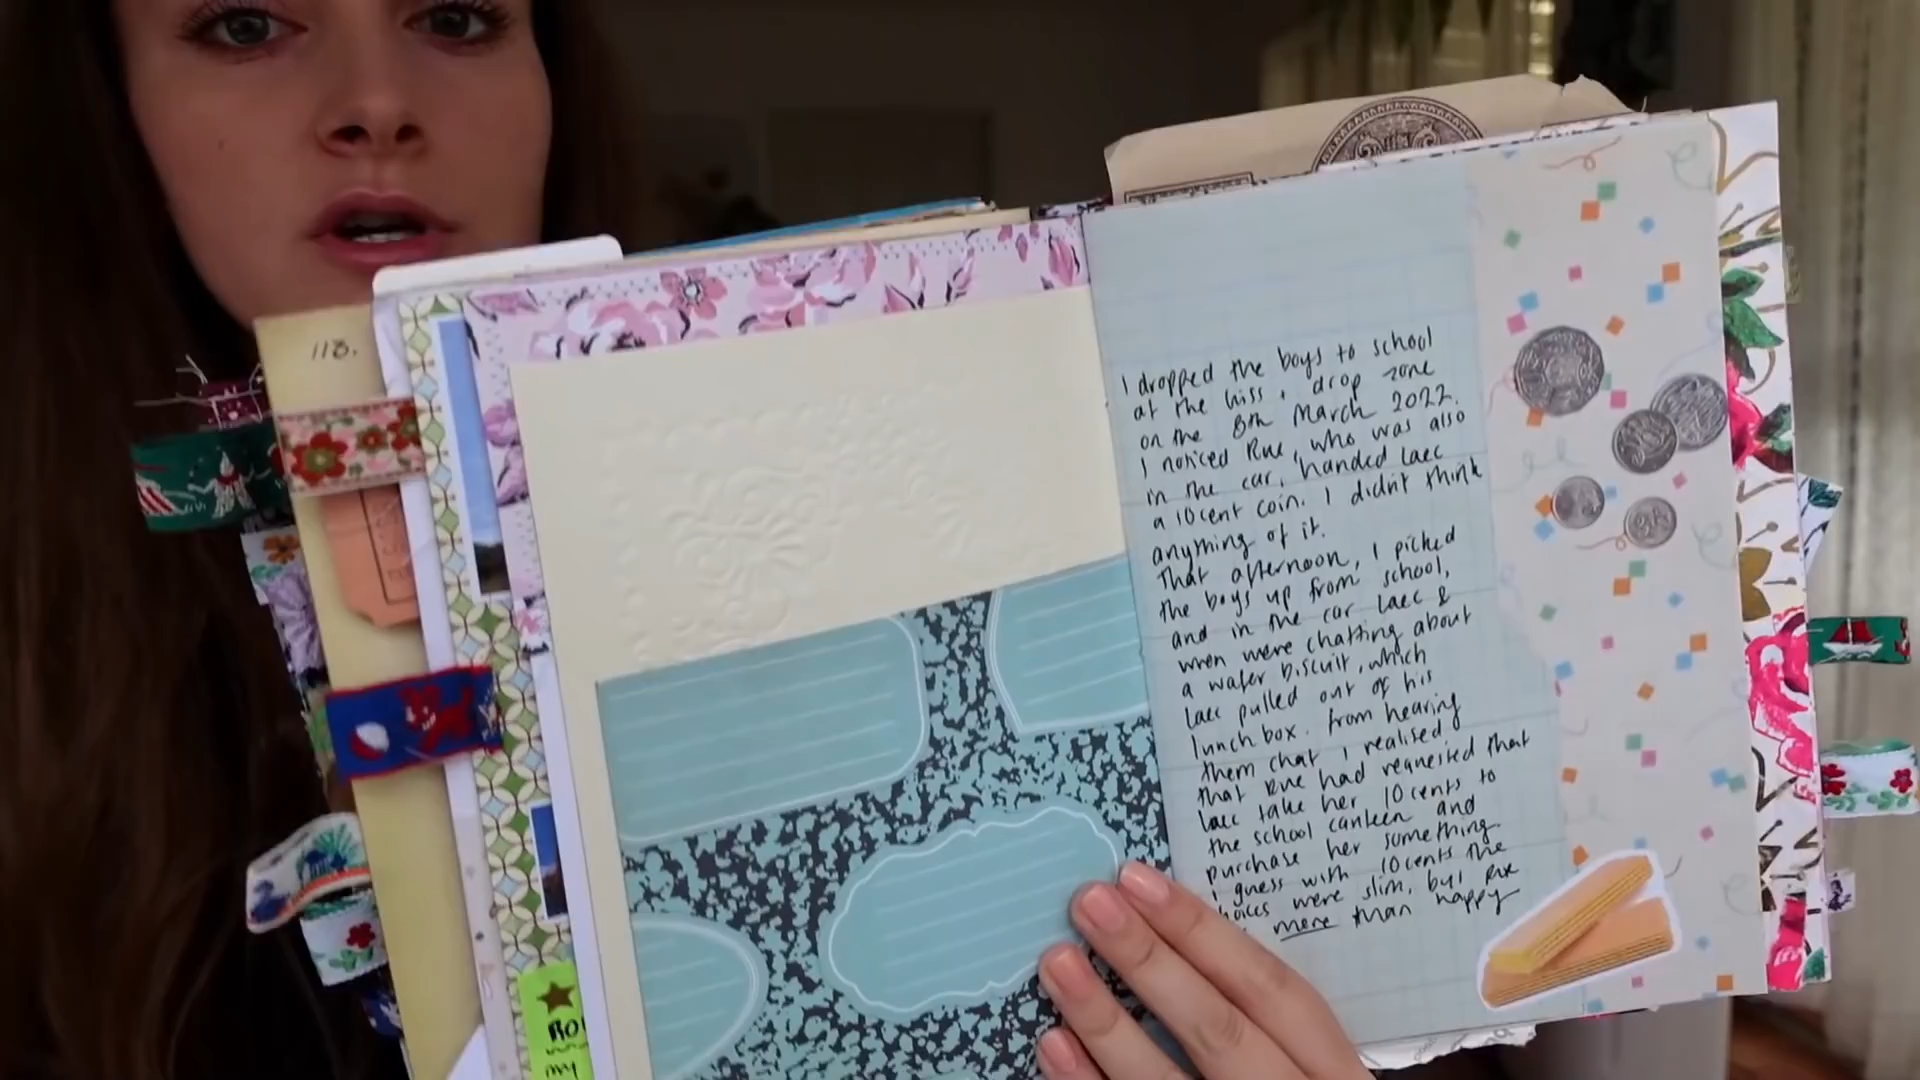 118.
I dropped the boys to school
at the kiss & drop zone
on the 8th March 2022.
I noticed Rue, who was also
in the car, handed Laec
a 10 cent coin. I didn't think
anything of it.
That afternoon, I picked
the boys up from school,
and in the car Laec &
wren were chatting about
a wafer biscuit, which
Laec pulled out of his
lunch box. From hearing
them chat I realised
that Rue had requested that
Laec take her 10 cents to
the school canteen and
purchase her something.
I guess with 10 cents the
choices were slim, but Rue
more than happy
my